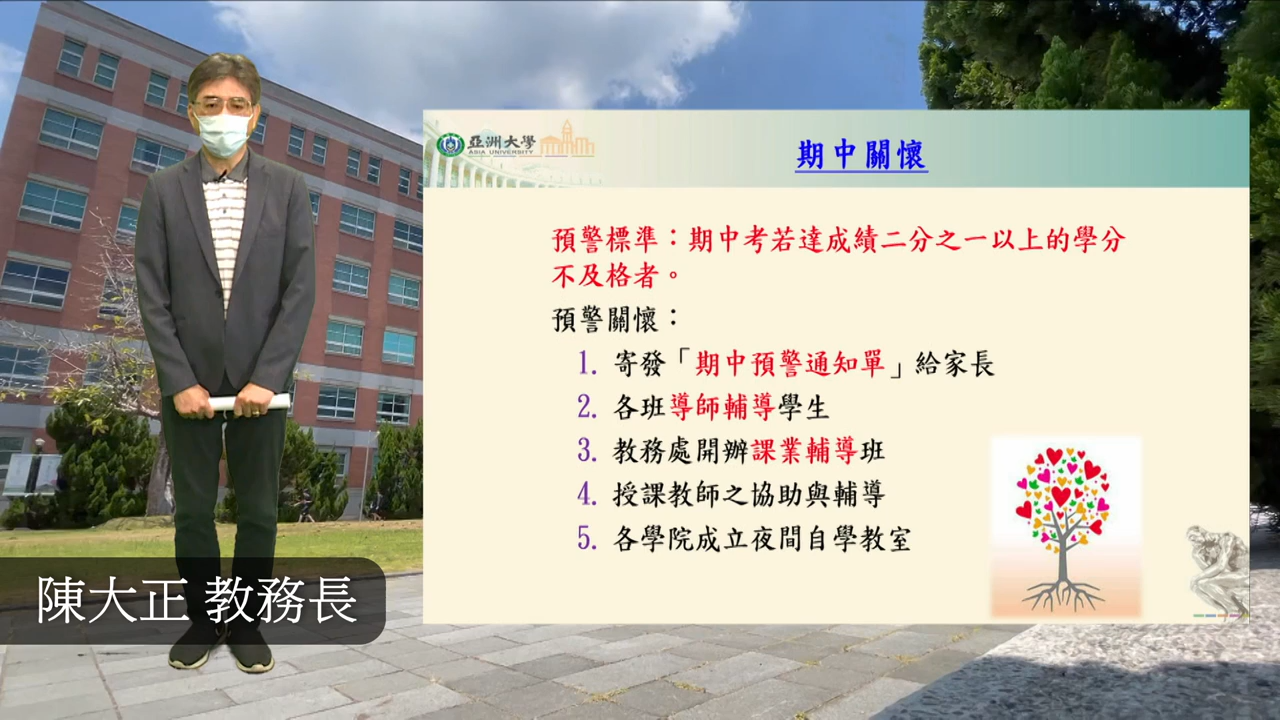 亞洲大學
ASIA UNIVERSITY
期中關懷
預警標準：期中考若達成績二分之一以上的學分
不及格者。
預警關懷：
1. 寄發「期中預警通知單」給家長
2. 各班導師輔導學生
3. 教務處開辦課業輔導班
4. 授課教師之協助與輔導
5. 各學院成立夜間自學教室
陳大正 教務長